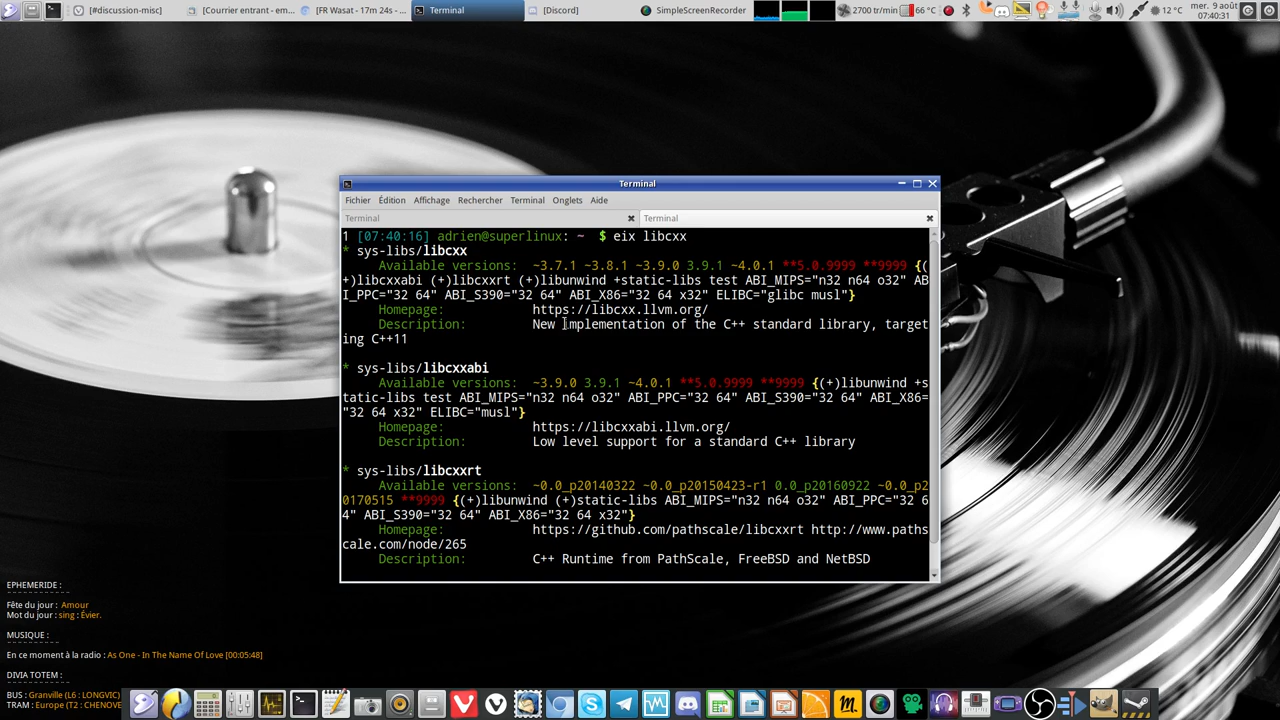 [#discussion-misc]
[Courrier entrant - em...
[FR Wasat - 17m 24s - ...
Terminal
[Discord]
SimpleScreenRecorder
2700 tr/min
66 °C
12 °C
mer. 9 août
07:40:31
Terminal
Fichier Édition Affichage Rechercher Terminal Onglets Aide
Terminal
Terminal
1 [07:40:16] adrien@superlinux: ~ $ eix libcxx
* sys-libs/libcxx
Available versions: ~3.7.1 ~3.8.1 ~3.9.0 3.9.1 ~4.0.1 **5.0.9999 **9999 {(
+)libcxxabi (+)libcxxrt (+)libunwind +static-libs test ABI_MIPS="n32 n64 o32" AB
I_PPC="32 64" ABI_S390="32 64" ABI_X86="32 64 x32" ELIBC="glibc musl"}
Homepage: https://libcxx.llvm.org/
Description: New implementation of the C++ standard library, target
ing C++11
* sys-libs/libcxxabi
Available versions: ~3.9.0 3.9.1 ~4.0.1 **5.0.9999 **9999 {(+)libunwind +s
tatic-libs test ABI_MIPS="n32 n64 o32" ABI_PPC="32 64" ABI_S390="32 64" ABI_X86=
"32 64 x32" ELIBC="musl"}
Homepage: https://libcxxabi.llvm.org/
Description: Low level support for a standard C++ library
* sys-libs/libcxxrt
Available versions: ~0.0_p20140322 ~0.0_p20150423-r1 0.0_p20160922 ~0.0_p2
0170515 **9999 {(+)libunwind (+)static-libs ABI_MIPS="n32 n64 o32" ABI_PPC="32 6
4" ABI_S390="32 64" ABI_X86="32 64 x32"}
Homepage: https://github.com/pathscale/libcxxrt http://www.paths
cale.com/node/265
Description: C++ Runtime from PathScale, FreeBSD and NetBSD
EPHEMERIDE :
Fête du jour : Amour
Mot du jour : sing : Évier.
MUSIQUE :
En ce moment à la radio : As One - In The Name Of Love [00:05:48]
DIVIA TOTEM :
BUS : Granville (L6 : LONGVIC)
TRAM : Europe (T2 : CHENOVE